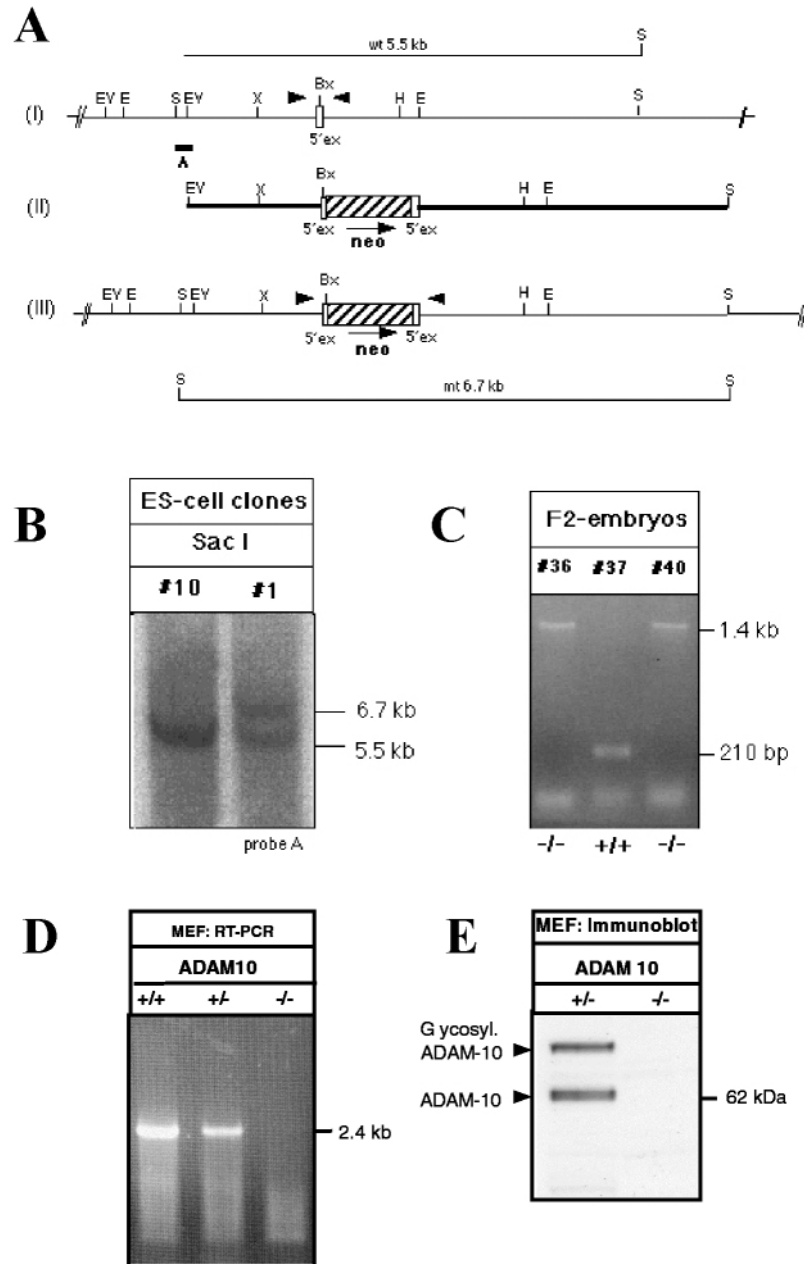 A
S
wt 5.5 kb
Bx
(I)
EV E S EV X H E S
5'ex
A
Bx
(II)
EV X H E S
5'ex neo 5'ex
Bx
(III)
EV E S EV X H E S
5'ex neo 5'ex
S mt 6.7 kb S
B
ES-cell clones
Sac I
#10 #1
6.7 kb
5.5 kb
probe A
C
F2-embryos
#36 #37 #40
1.4 kb
210 bp
-/- +/+ -/-
D
MEF: RT-PCR
ADAM10
+/+ +/- -/-
2.4 kb
E
MEF: Immunoblot
ADAM 10
+/- -/-
G ycosyl.
ADAM-10
ADAM-10
62 kDa